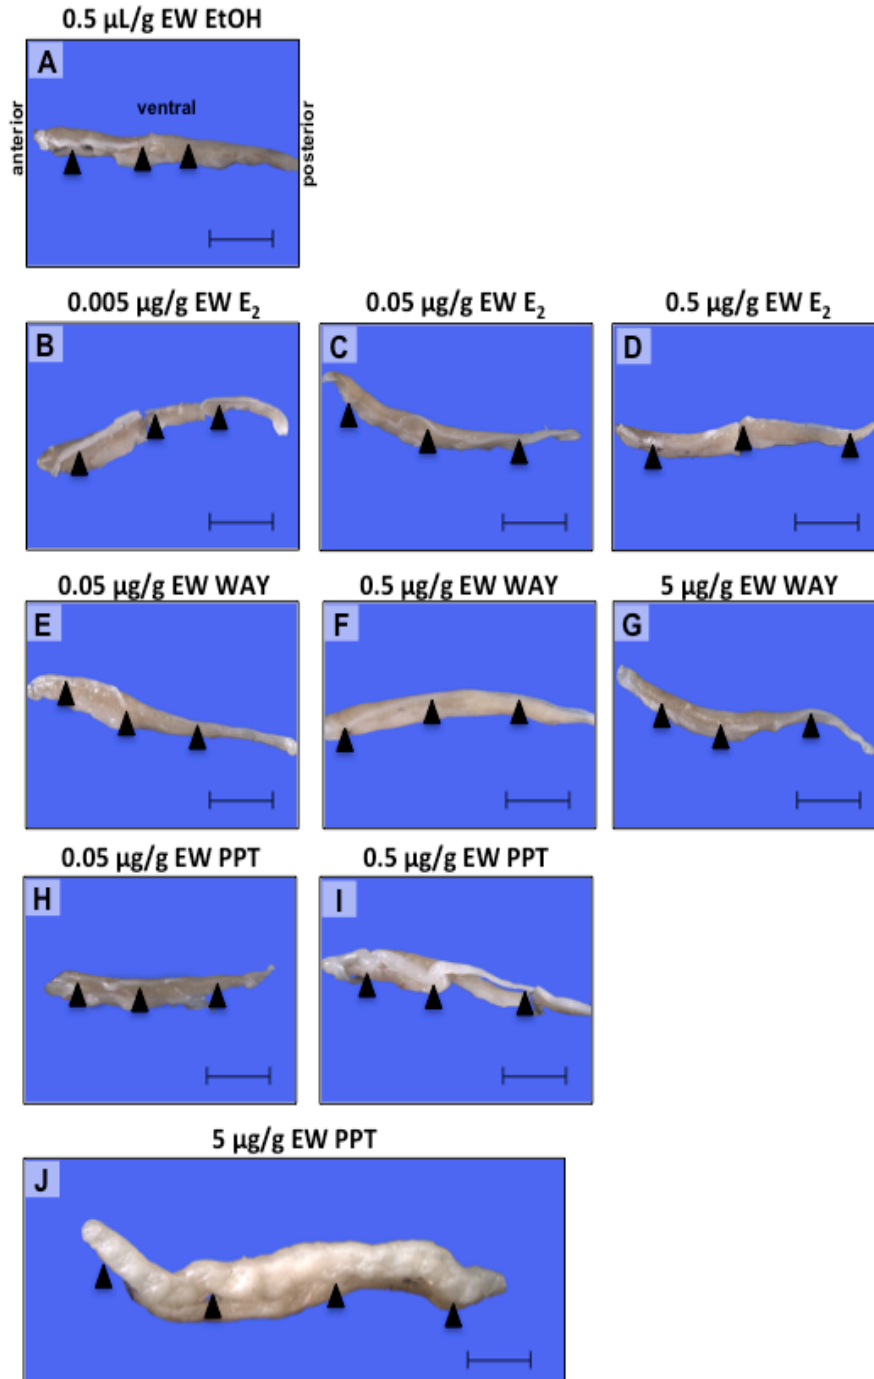 0.5 µL/g EW EtOH
A
anterior
ventral
posterior
0.005 µg/g EW E₂
0.05 µg/g EW E₂
0.5 µg/g EW E₂
B
C
D
0.05 µg/g EW WAY
0.5 µg/g EW WAY
5 µg/g EW WAY
E
F
G
0.05 µg/g EW PPT
0.5 µg/g EW PPT
H
I
5 µg/g EW PPT
J